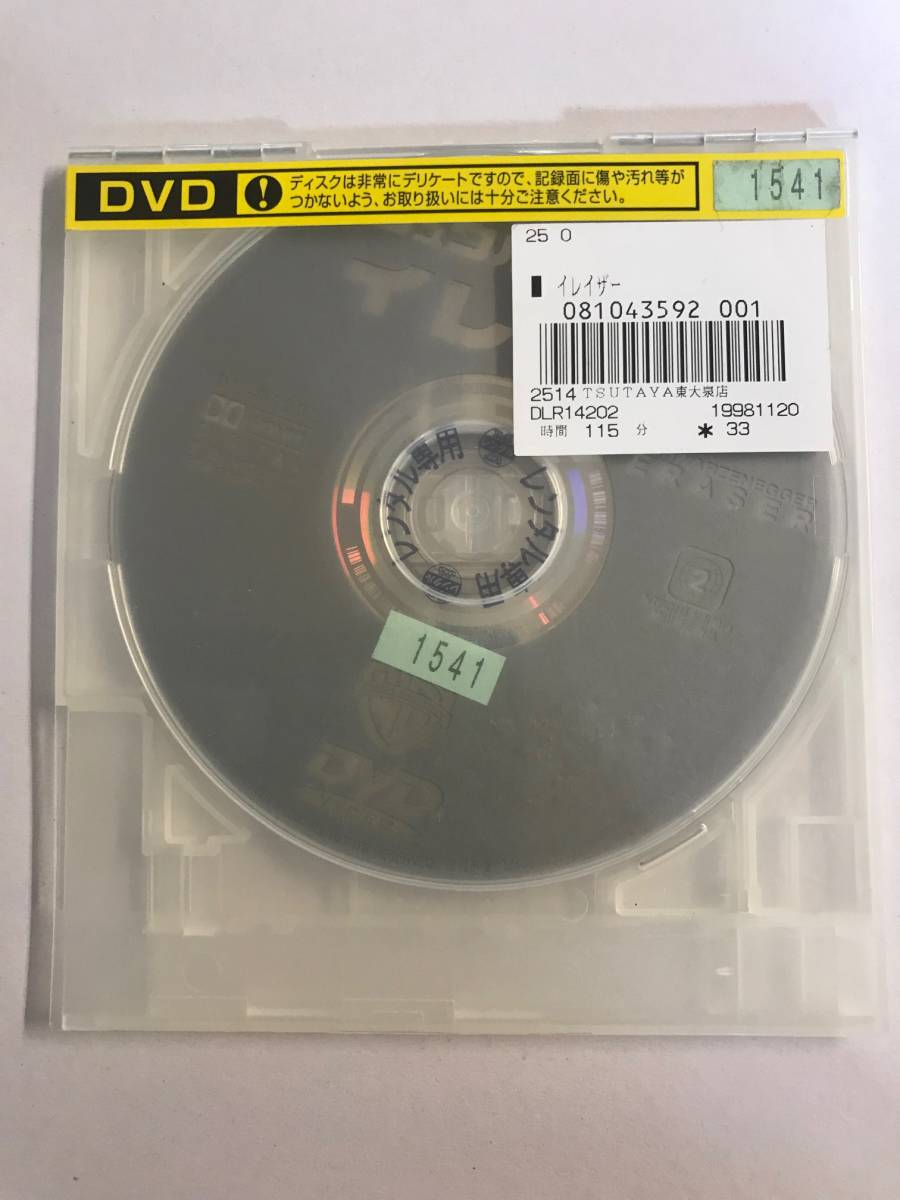 DVD
ディスクは非常にデリケートですので、記録面に傷や汚れ等が
つかないよう、お取り扱いには十分ご注意ください。
1541
25 0
イレイザー
081043592 001
2514 TSUTAYA東大泉店
DLR14202 19981120
時間 115 分 * 33
イレ
レンタル専用
レンタル専用
ERASER
2
1541
DVD